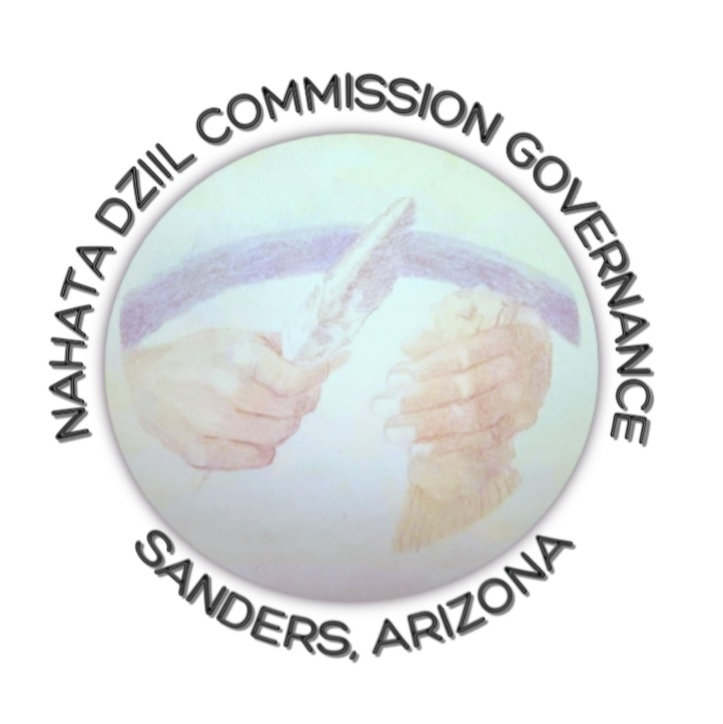 NAHATA DZIIL COMMISSION GOVERNANCE
SANDERS, ARIZONA